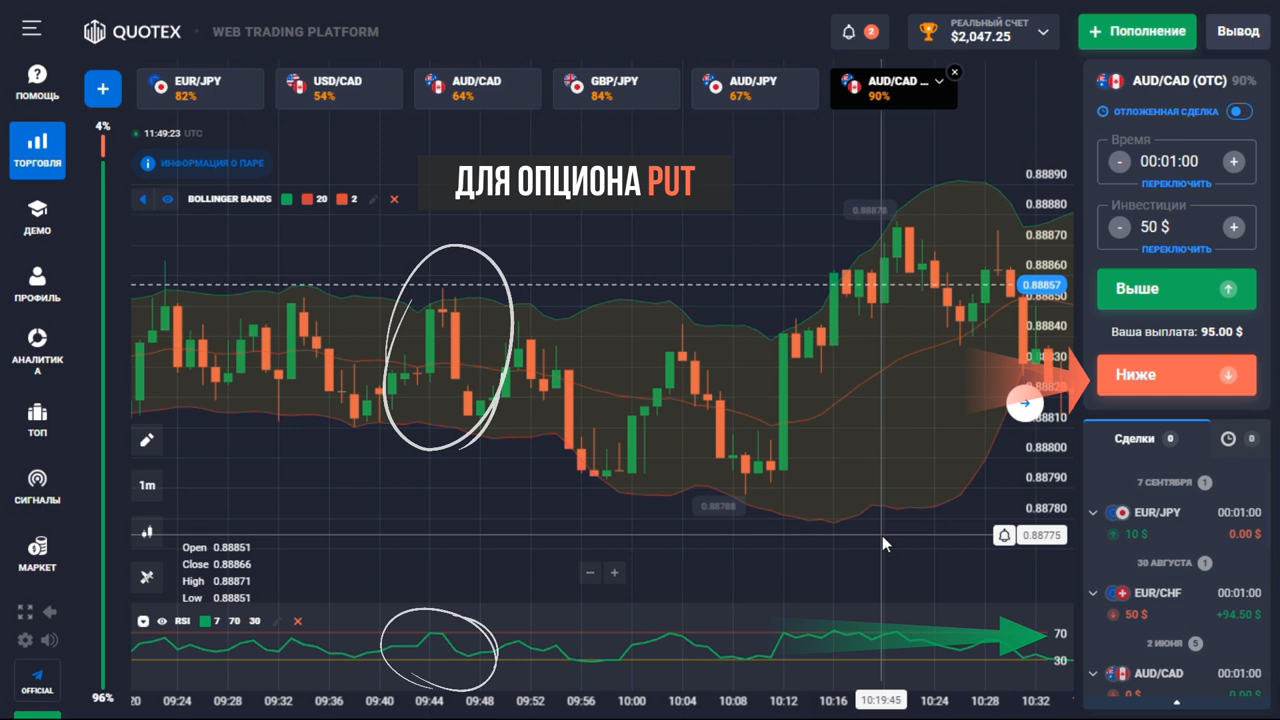 QUOTEX
WEB TRADING PLATFORM
2
РЕАЛЬНЫЙ СЧЕТ
$2,047.25
+ Пополнение
Вывод
ПОМОЩЬ
ТОРГОВЛЯ
ДЕМО
ПРОФИЛЬ
АНАЛИТИК
А
ТОП
СИГНАЛЫ
МАРКЕТ
OFFICIAL
+
EUR/JPY
82%
USD/CAD
54%
AUD/CAD
64%
GBP/JPY
84%
AUD/JPY
67%
AUD/CAD ...
90%
4%
96%
11:49:23 UTC
ИНФОРМАЦИЯ О ПАРЕ
BOLLINGER BANDS 20 2
ДЛЯ ОПЦИОНА PUT
0.88878
0.88788
0.88890
0.88880
0.88870
0.88860
0.88857
0.88850
0.88840
0.88830
0.88820
0.88810
0.88800
0.88790
0.88780
0.88775
1m
Open 0.88851
Close 0.88866
High 0.88871
Low 0.88851
− +
RSI 7 70 30
70
30
20 09:24 09:28 09:32 09:36 09:40 09:44 09:48 09:52 09:56 10:00 10:04 10:08 10:12 10:16 10:19:45 10:24 10:28 10:32
AUD/CAD (OTC) 90%
ОТЛОЖЕННАЯ СДЕЛКА
Время
- 00:01:00 +
ПЕРЕКЛЮЧИТЬ
Инвестиции
- 50 $ +
ПЕРЕКЛЮЧИТЬ
Выше
Ваша выплата: 95.00 $
Ниже
Сделки 0
0
7 СЕНТЯБРЯ 1
EUR/JPY 00:01:00
10 $ 0.00 $
30 АВГУСТА 1
EUR/CHF 00:01:00
50 $ +94.50 $
2 ИЮНЯ 5
AUD/CAD 00:01:00